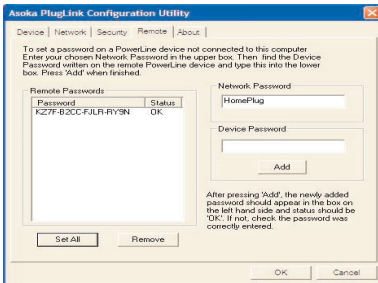 Asoka PlugLink Configuration Utility
Device Network Security Remote About
To set a password on a PowerLine device not connected to this computer
Enter your chosen Network Password in the upper box. Then find the Device
Password written on the remote PowerLine device and type this into the lower
box. Press 'Add' when finished.
Remote Passwords
Password Status
KZ7F-B2CC-FJLR-RY9N OK
Set All Remove
Network Password
HomePlug
Device Password
Add
After pressing 'Add', the newly added
password should appear in the box on
the left hand side and status should be
'OK'. If not, check the password was
correctly entered.
OK Cancel